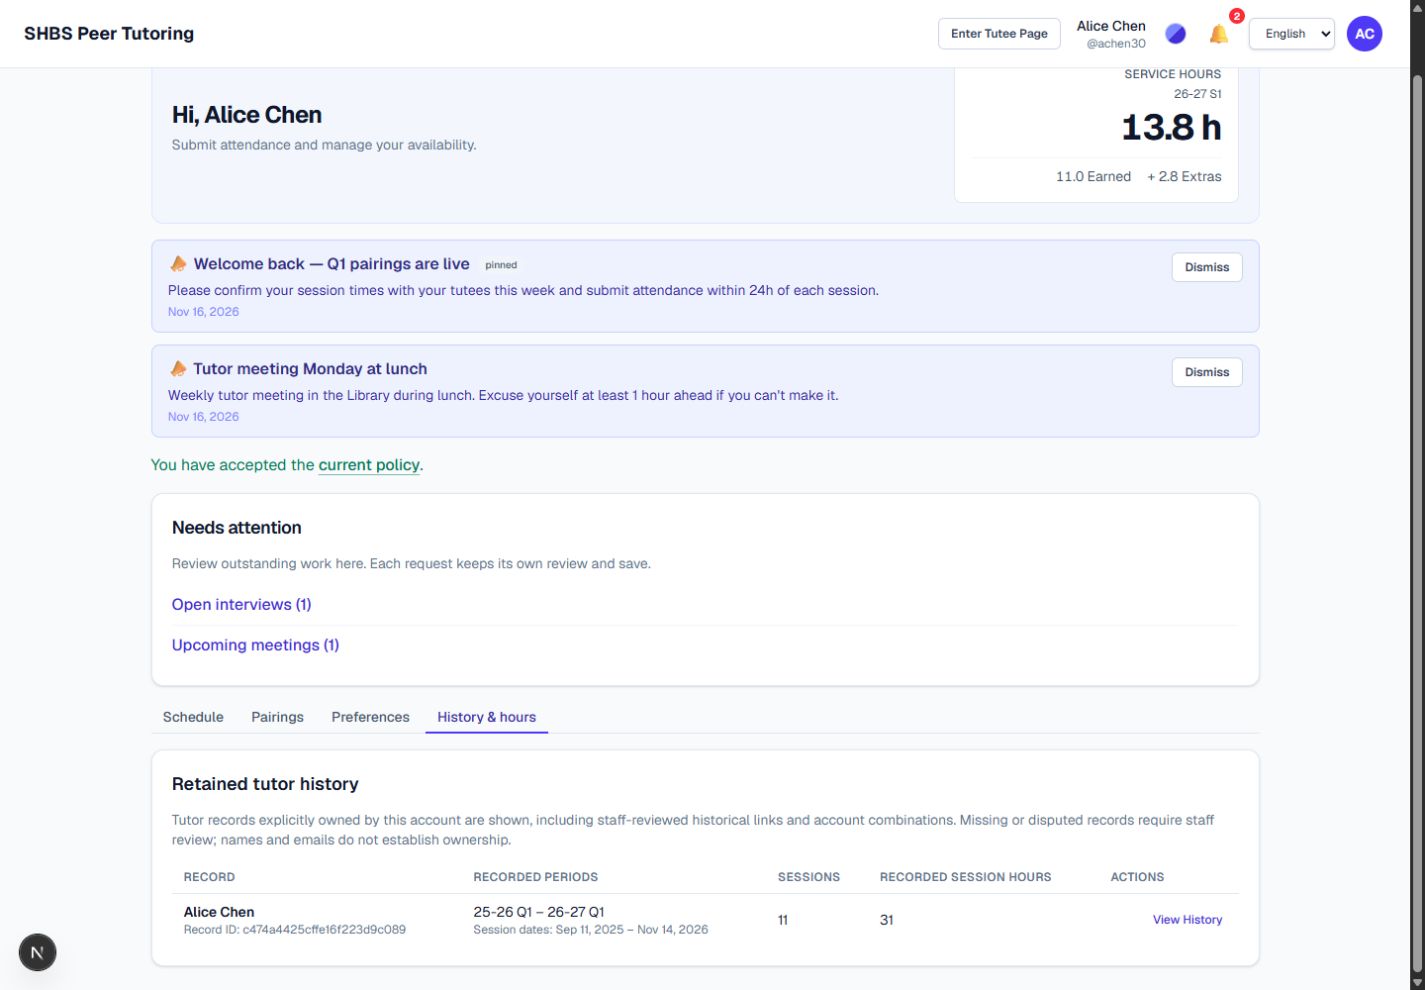 SHBS Peer Tutoring
Enter Tutee Page
Alice Chen
@achen30
2
English
AC
SERVICE HOURS
26-27 S1
Hi, Alice Chen
13.8 h
Submit attendance and manage your availability.
11.0 Earned + 2.8 Extras
Welcome back — Q1 pairings are live pinned
Dismiss
Please confirm your session times with your tutees this week and submit attendance within 24h of each session.
Nov 16, 2026
Tutor meeting Monday at lunch
Dismiss
Weekly tutor meeting in the Library during lunch. Excuse yourself at least 1 hour ahead if you can't make it.
Nov 16, 2026
You have accepted the current policy.
Needs attention
Review outstanding work here. Each request keeps its own review and save.
Open interviews (1)
Upcoming meetings (1)
Schedule Pairings Preferences History & hours
Retained tutor history
Tutor records explicitly owned by this account are shown, including staff-reviewed historical links and account combinations. Missing or disputed records require staff
review; names and emails do not establish ownership.
RECORD RECORDED PERIODS SESSIONS RECORDED SESSION HOURS ACTIONS
Alice Chen 25-26 Q1 – 26-27 Q1 11 31 View History
Record ID: c474a4425cffe16f223d9c089 Session dates: Sep 11, 2025 – Nov 14, 2026
N